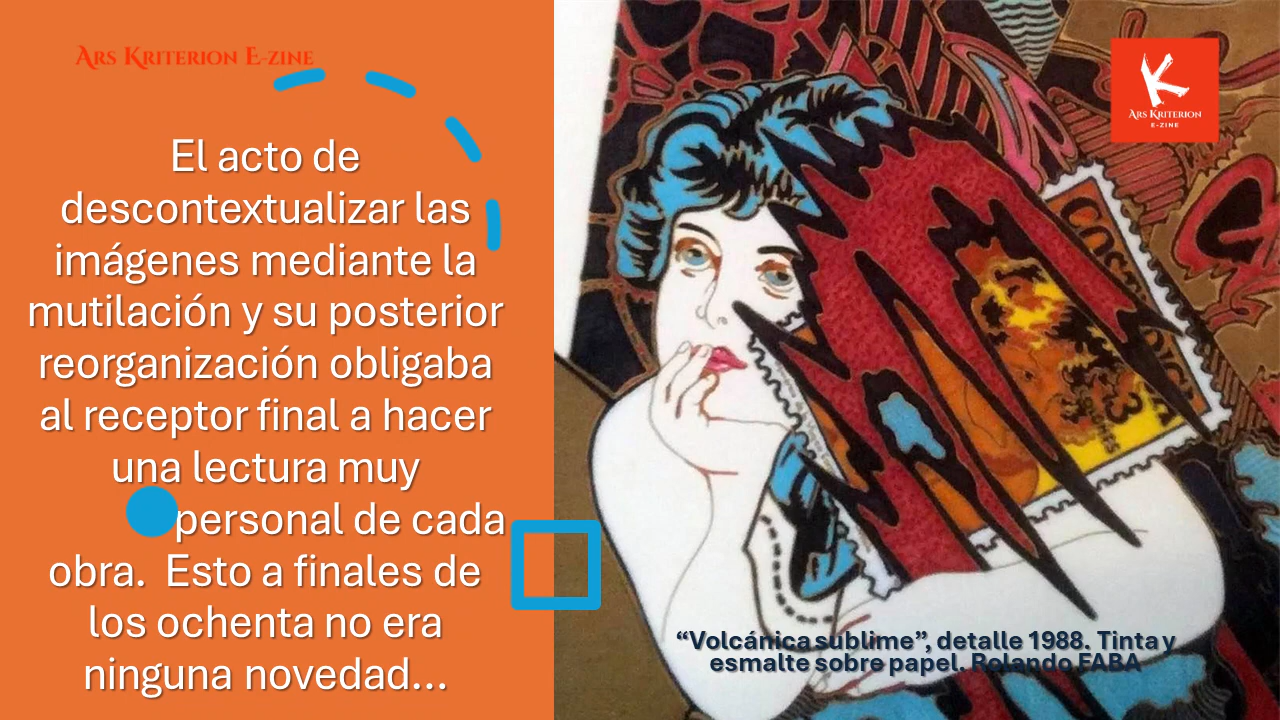 ARS KRITERION E-ZINE
El acto de
descontextualizar las
imágenes mediante la
mutilación y su posterior
reorganización obligaba
al receptor final a hacer
una lectura muy
personal de cada
obra.  Esto a finales de
los ochenta no era
ninguna novedad...
ARS KRITERION
E-ZINE
COSTA RICA
“Volcánica sublime”, detalle 1988. Tinta y
esmalte sobre papel. Rolando FABA